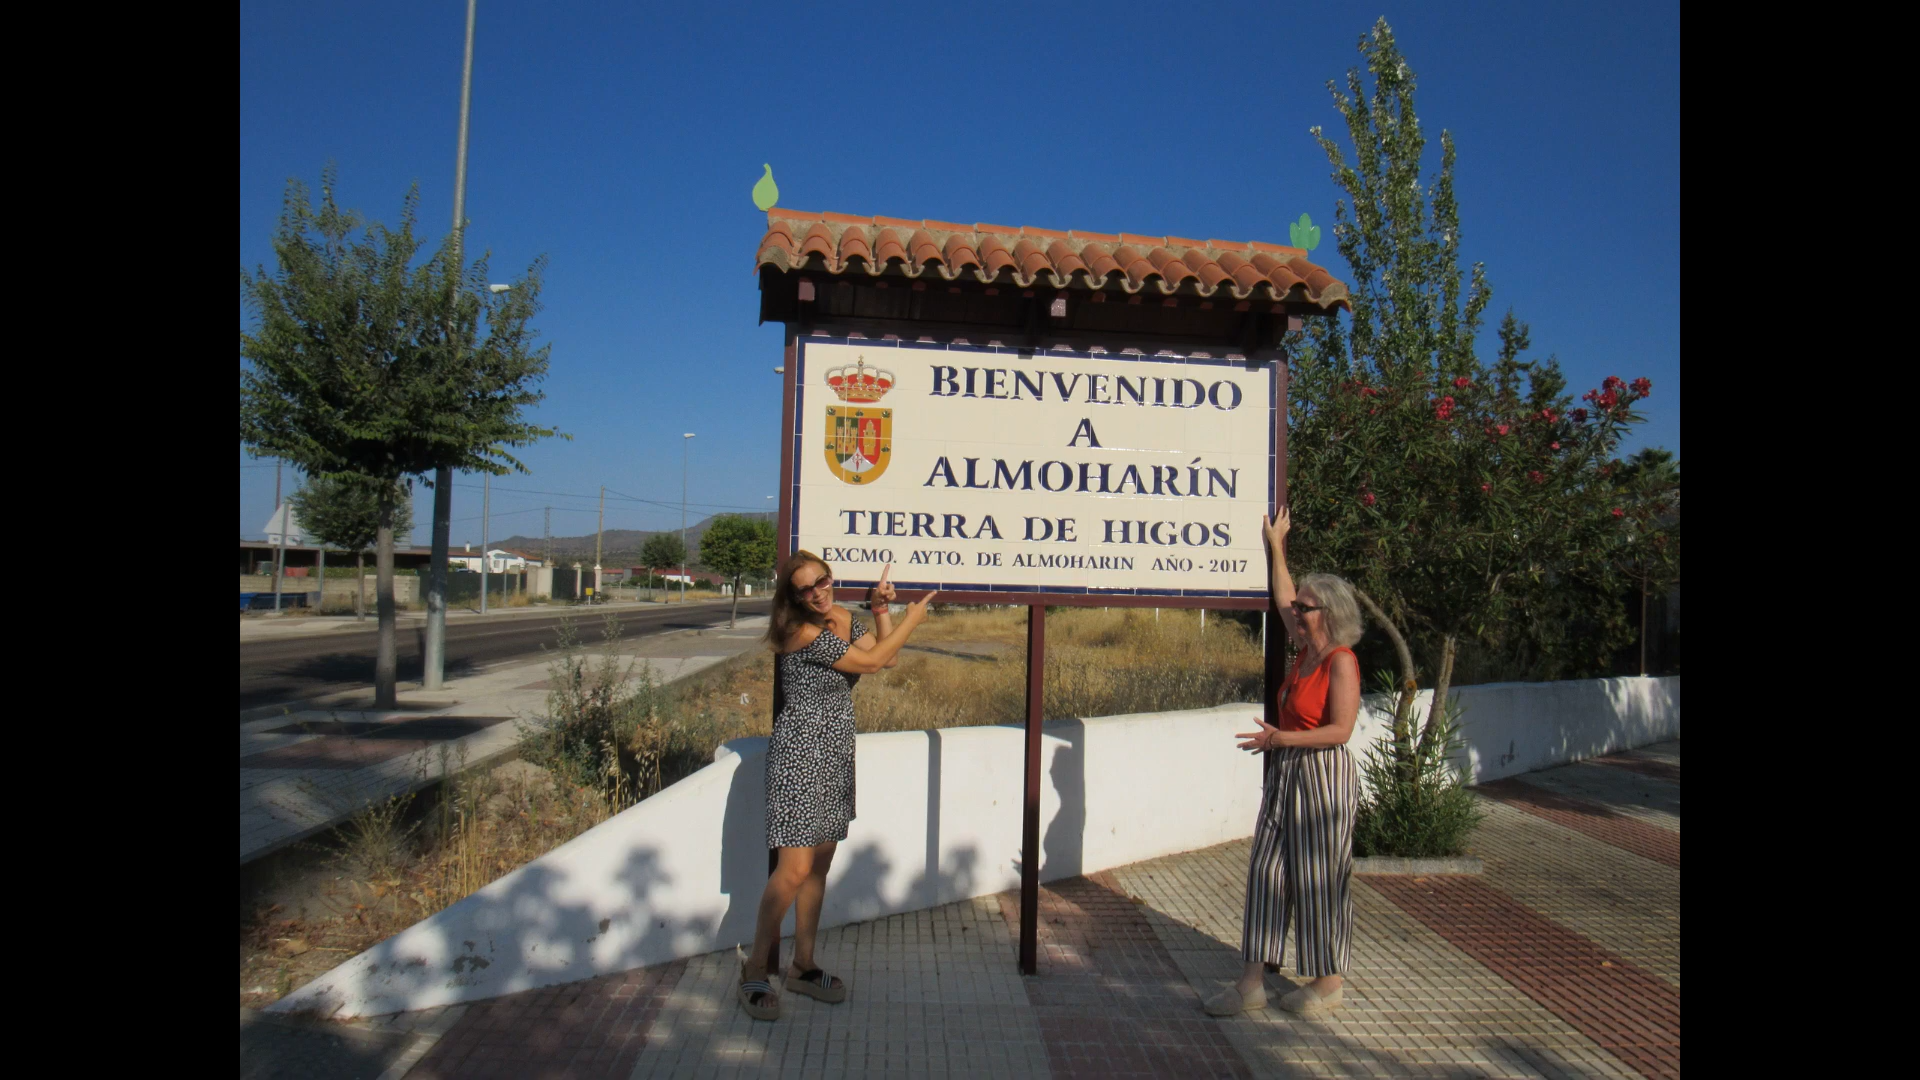 BIENVENIDO
A
ALMOHARÍN
TIERRA DE HIGOS
EXCMO. AYTO. DE ALMOHARIN AÑO - 2017